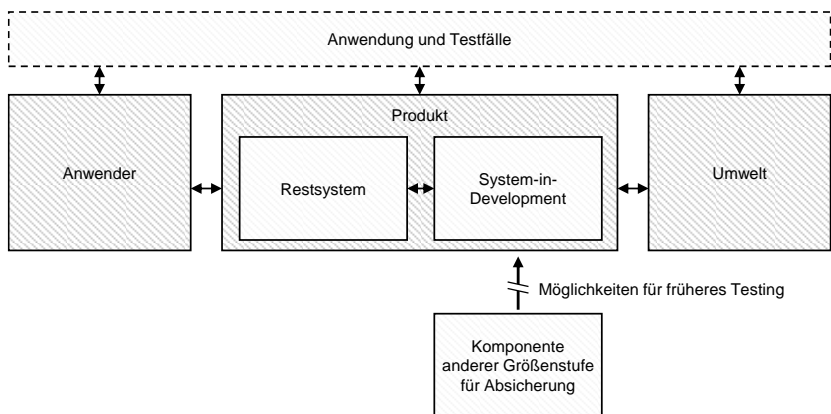 Anwendung und Testfälle
Produkt
Anwender
Restsystem
System-in-
Development
Umwelt
Möglichkeiten für früheres Testing
Komponente
anderer Größenstufe
für Absicherung